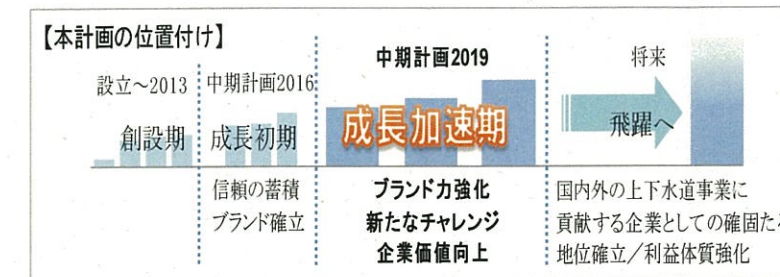 【本計画の位置付け】
設立～2013
創設期
中期計画2016
成長初期
信頼の蓄積
ブランド確立
中期計画2019
成長加速期
ブランド力強化
新たなチャレンジ
企業価値向上
将来
飛躍へ
国内外の上下水道事業に
貢献する企業としての確固た
地位確立／利益体質強化